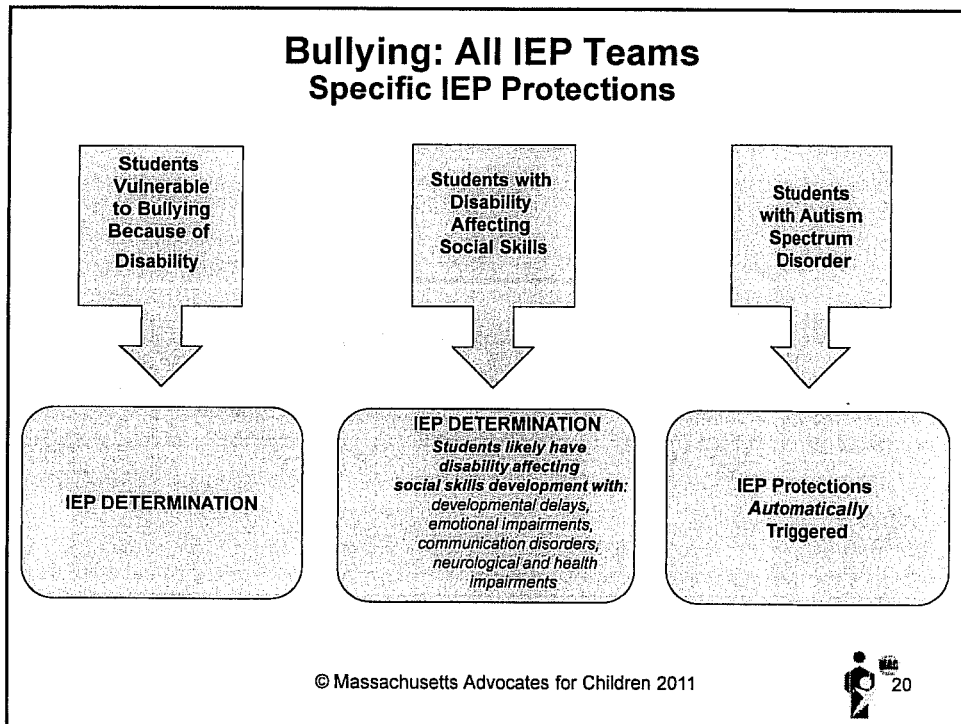 Bullying: All IEP Teams
Specific IEP Protections
Students
Vulnerable
to Bullying
Because of
Disability
Students with
Disability
Affecting
Social Skills
Students
with Autism
Spectrum
Disorder
IEP DETERMINATION
IEP DETERMINATION
Students likely have
disability affecting
social skills development with:
developmental delays,
emotional impairments,
communication disorders,
neurological and health
impairments
IEP Protections
Automatically
Triggered
© Massachusetts Advocates for Children 2011
MAC
20